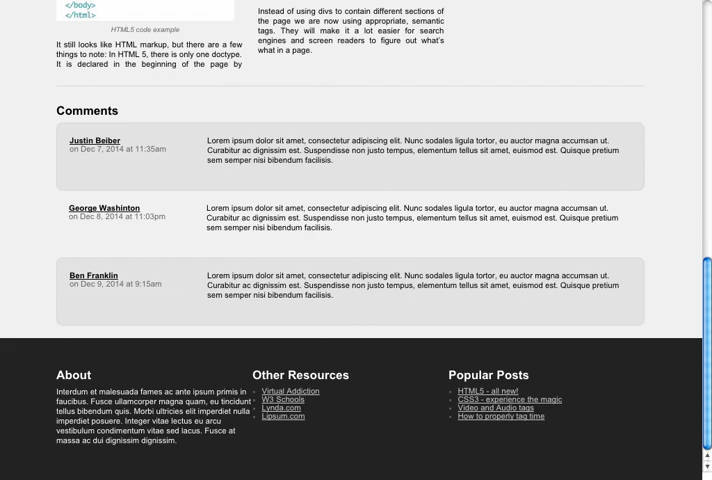 </body>
</html>
HTML5 code example
It still looks like HTML markup, but there are a few
things to note: In HTML 5, there is only one doctype.
It is declared in the beginning of the page by
Instead of using divs to contain different sections of
the page we are now using appropriate, semantic
tags. They will make it a lot easier for search
engines and screen readers to figure out what's
what in a page.
Comments
Justin Beiber
on Dec 7, 2014 at 11:35am
Lorem ipsum dolor sit amet, consectetur adipiscing elit. Nunc sodales ligula tortor, eu auctor magna accumsan ut.
Curabitur ac dignissim est. Suspendisse non justo tempus, elementum tellus sit amet, euismod est. Quisque pretium
sem semper nisi bibendum facilisis.
George Washinton
on Dec 8, 2014 at 11:03pm
Lorem ipsum dolor sit amet, consectetur adipiscing elit. Nunc sodales ligula tortor, eu auctor magna accumsan ut.
Curabitur ac dignissim est. Suspendisse non justo tempus, elementum tellus sit amet, euismod est. Quisque pretium
sem semper nisi bibendum facilisis.
Ben Franklin
on Dec 9, 2014 at 9:15am
Lorem ipsum dolor sit amet, consectetur adipiscing elit. Nunc sodales ligula tortor, eu auctor magna accumsan ut.
Curabitur ac dignissim est. Suspendisse non justo tempus, elementum tellus sit amet, euismod est. Quisque pretium
sem semper nisi bibendum facilisis.
About
Interdum et malesuada fames ac ante ipsum primis in
faucibus. Fusce ullamcorper magna quam, eu tincidunt
tellus bibendum quis. Morbi ultricies elit imperdiet nulla
imperdiet posuere. Integer vitae lectus eu arcu
vestibulum condimentum vitae sed lacus. Fusce at
massa ac dui dignissim dignissim.
Other Resources
Virtual Addiction
W3 Schools
Lynda.com
Lipsum.com
Popular Posts
HTML5 - all new!
CSS3 - experience the magic
Video and Audio tags
How to properly tag time